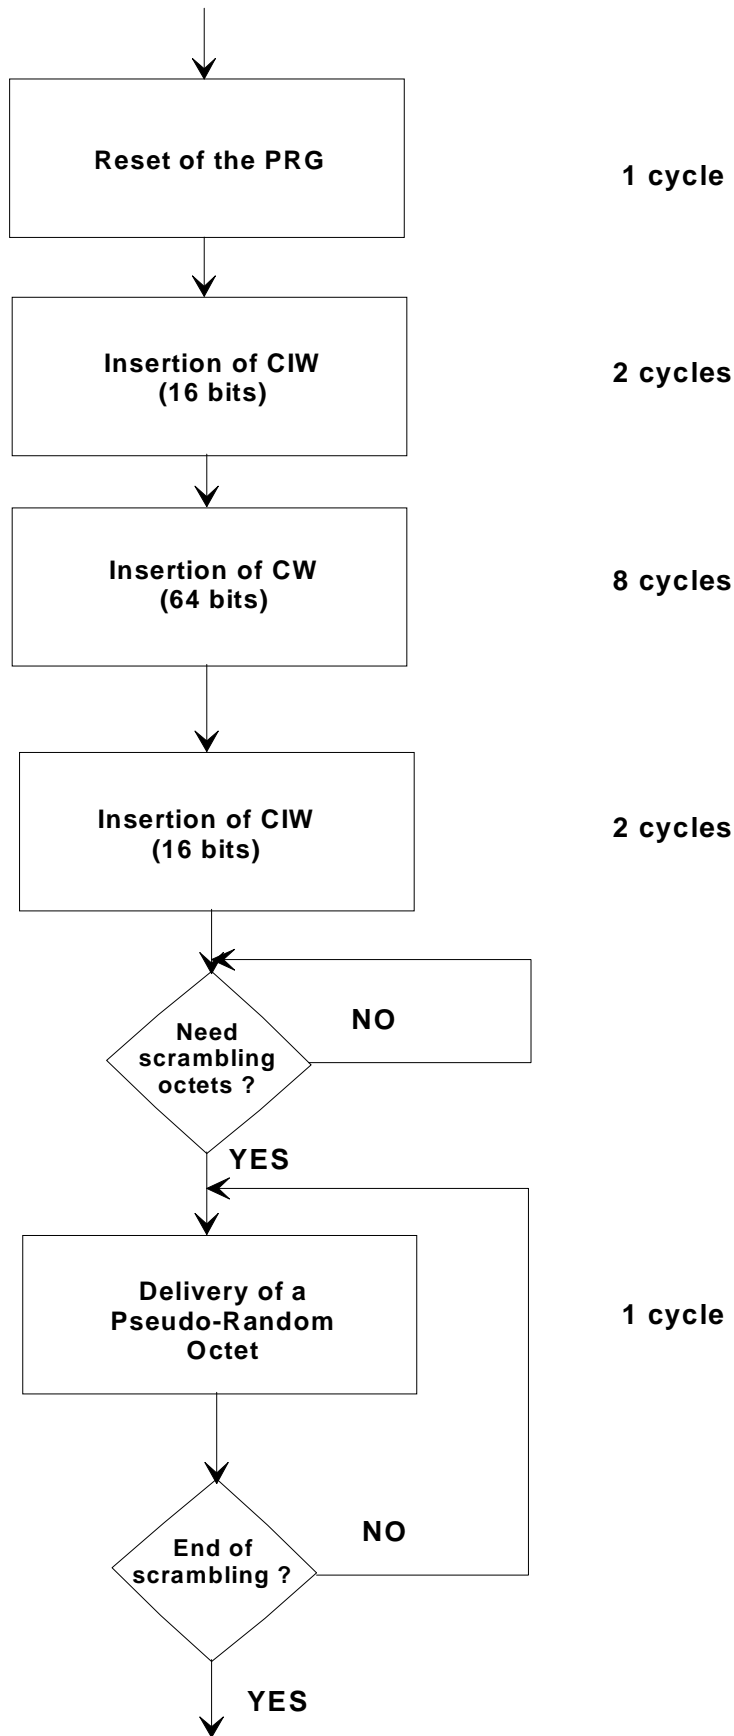 Reset of the PRG
1 cycle
Insertion of CIW
(16 bits)
2 cycles
Insertion of CW
(64 bits)
8 cycles
Insertion of CIW
(16 bits)
2 cycles
Need
scrambling
octets ?
NO
YES
Delivery of a
Pseudo-Random
Octet
1 cycle
End of
scrambling ?
NO
YES